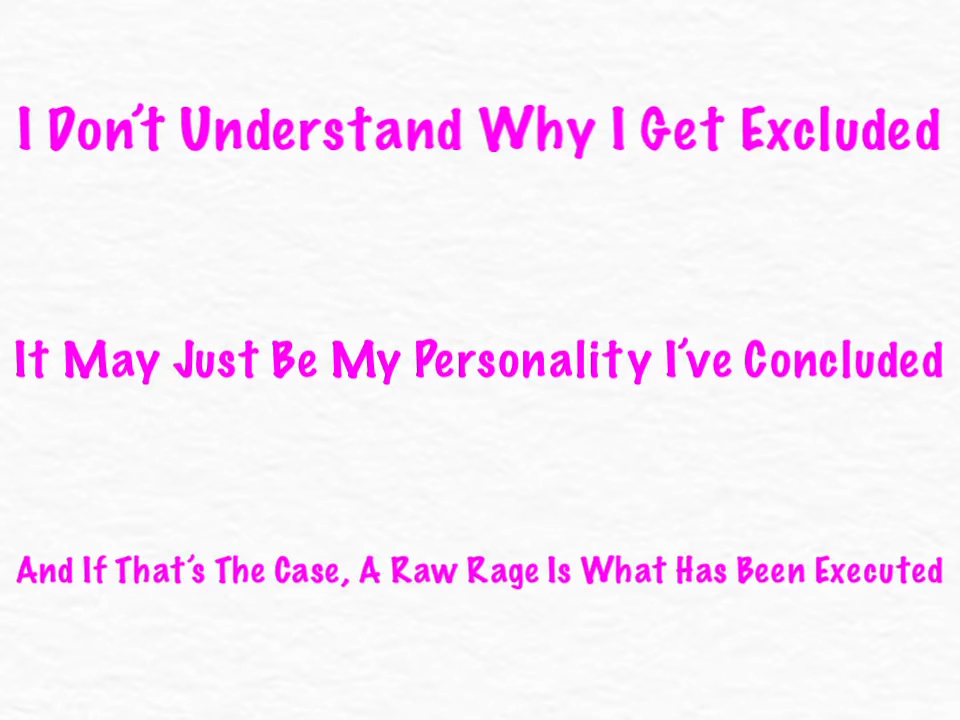 I Don't Understand Why I Get Excluded
It May Just Be My Personality I've Concluded
And If That's The Case, A Raw Rage Is What Has Been Executed